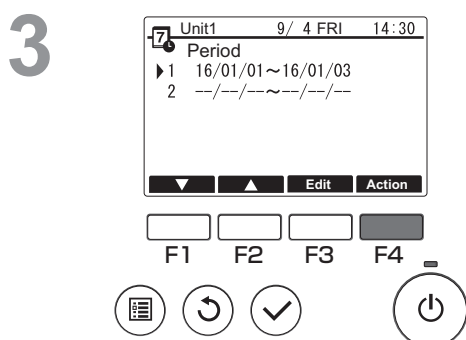 3
7 Unit1 9/ 4 FRI 14:30
Period
1 16/01/01～16/01/03
2 --/--/--～--/--/--
▼ ▲ Edit Action
F1 F2 F3 F4